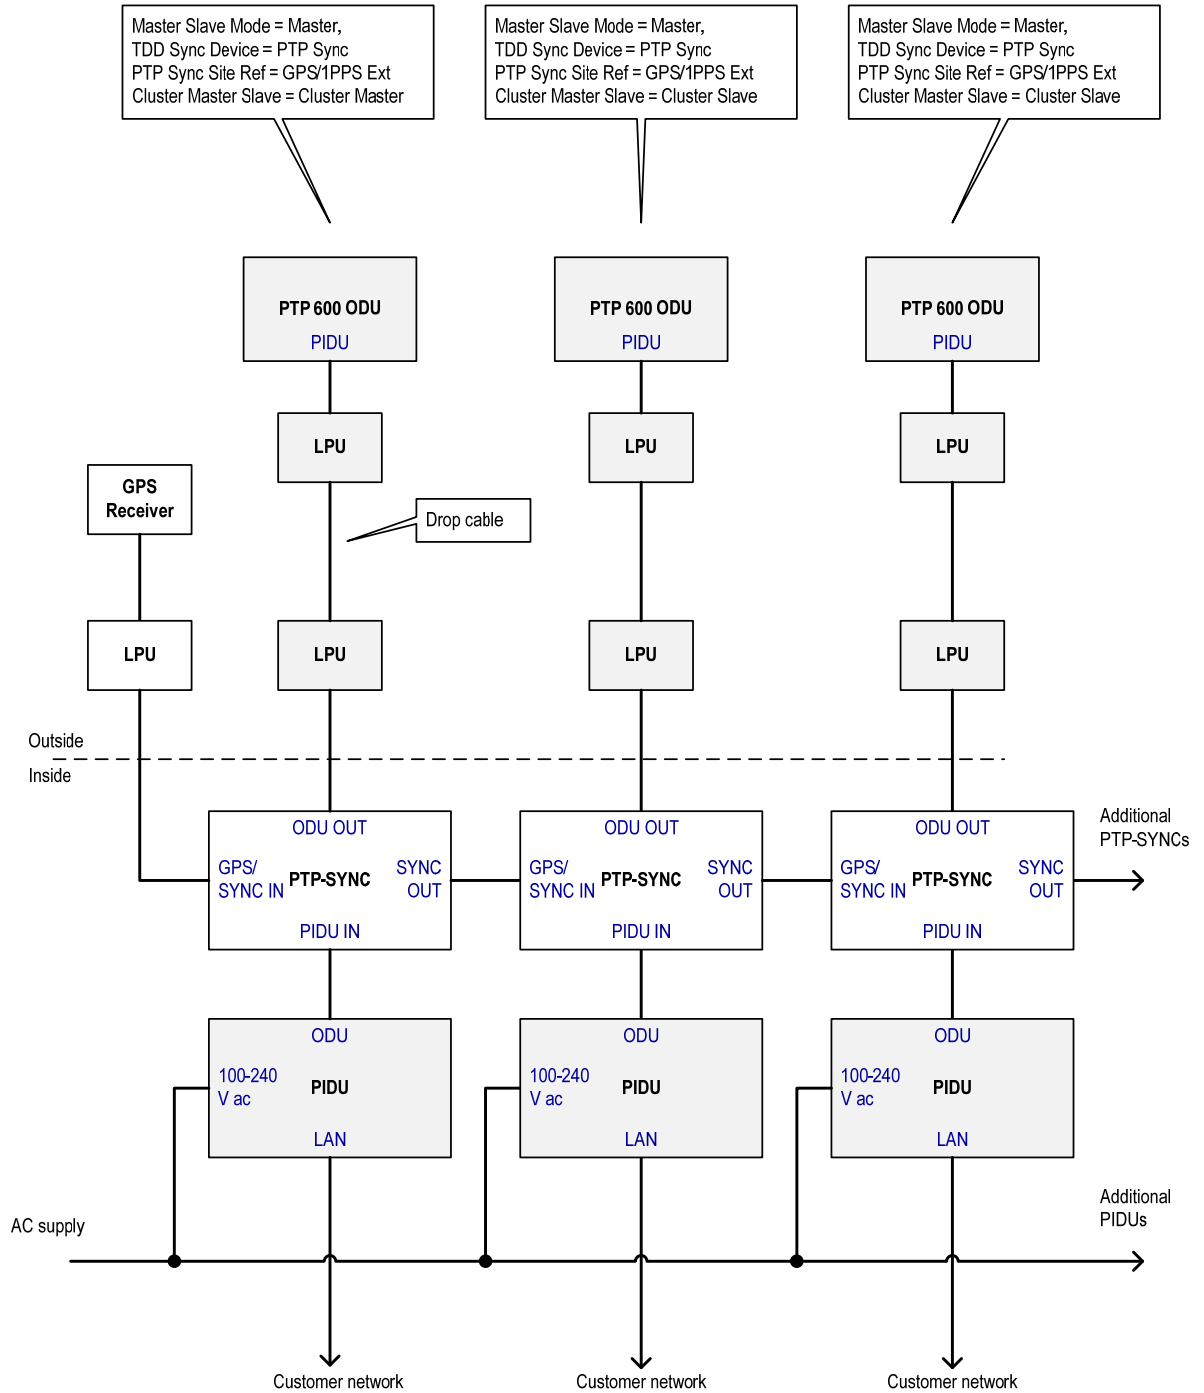 Master Slave Mode = Master,
TDD Sync Device = PTP Sync
PTP Sync Site Ref = GPS/1PPS Ext
Cluster Master Slave = Cluster Master
Master Slave Mode = Master,
TDD Sync Device = PTP Sync
PTP Sync Site Ref = GPS/1PPS Ext
Cluster Master Slave = Cluster Slave
Master Slave Mode = Master,
TDD Sync Device = PTP Sync
PTP Sync Site Ref = GPS/1PPS Ext
Cluster Master Slave = Cluster Slave
PTP 600 ODU
PIDU
PTP 600 ODU
PIDU
PTP 600 ODU
PIDU
LPU
LPU
LPU
GPS
Receiver
Drop cable
LPU
LPU
LPU
LPU
Outside
Inside
ODU OUT
GPS/
SYNC IN
PTP-SYNC
SYNC
OUT
PIDU IN
ODU OUT
GPS/
SYNC IN
PTP-SYNC
SYNC
OUT
PIDU IN
ODU OUT
GPS/
SYNC IN
PTP-SYNC
SYNC
OUT
PIDU IN
Additional
PTP-SYNCs
ODU
100-240
V ac
PIDU
LAN
ODU
100-240
V ac
PIDU
LAN
ODU
100-240
V ac
PIDU
LAN
AC supply
Additional
PIDUs
Customer network
Customer network
Customer network